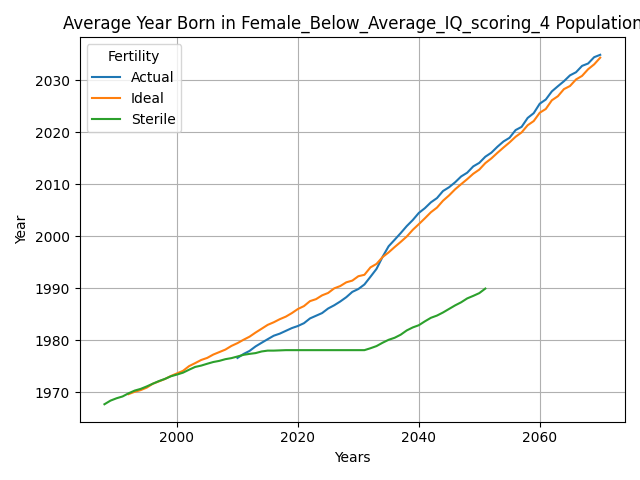 Average Year Born in Female_Below_Average_IQ_scoring_4 Population
Fertility
Actual
Ideal
Sterile
2030
2020
2010
2000
1990
1980
1970
Year
2000
2020
2040
2060
Years